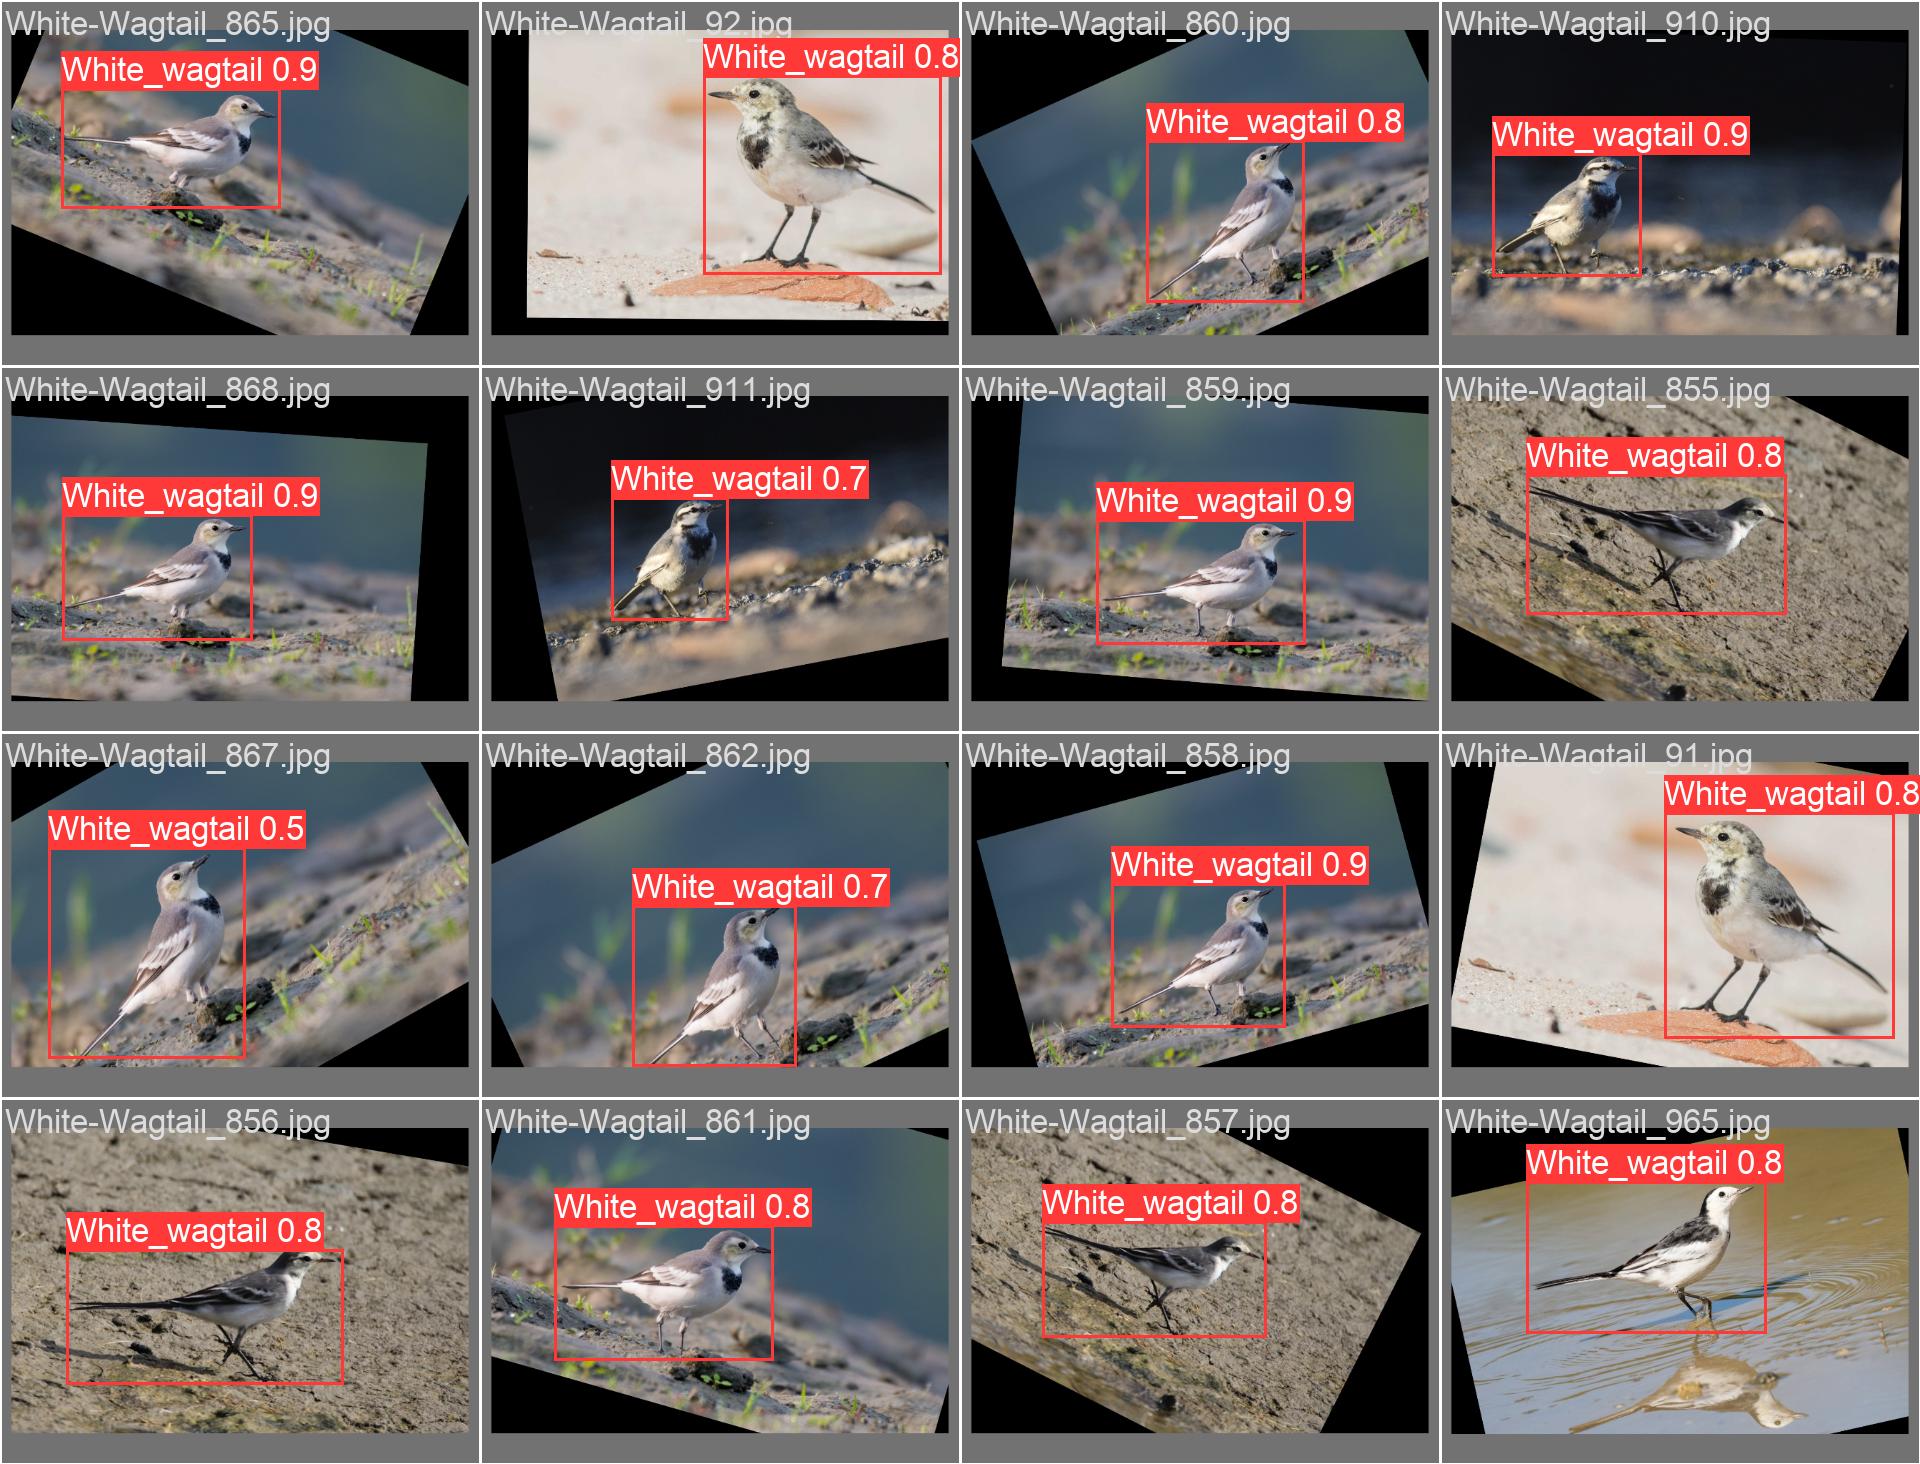 White-Wagtail_865.jpg
White_wagtail 0.9
White-Wagtail_92.jpg
White_wagtail 0.8
White-Wagtail_860.jpg
White_wagtail 0.8
White-Wagtail_910.jpg
White_wagtail 0.9
White-Wagtail_868.jpg
White_wagtail 0.9
White-Wagtail_911.jpg
White_wagtail 0.7
White-Wagtail_859.jpg
White_wagtail 0.9
White-Wagtail_855.jpg
White_wagtail 0.8
White-Wagtail_867.jpg
White_wagtail 0.5
White-Wagtail_862.jpg
White_wagtail 0.7
White-Wagtail_858.jpg
White_wagtail 0.9
White-Wagtail_91.jpg
White_wagtail 0.8
White-Wagtail_856.jpg
White_wagtail 0.8
White-Wagtail_861.jpg
White_wagtail 0.8
White-Wagtail_857.jpg
White_wagtail 0.8
White-Wagtail_965.jpg
White_wagtail 0.8